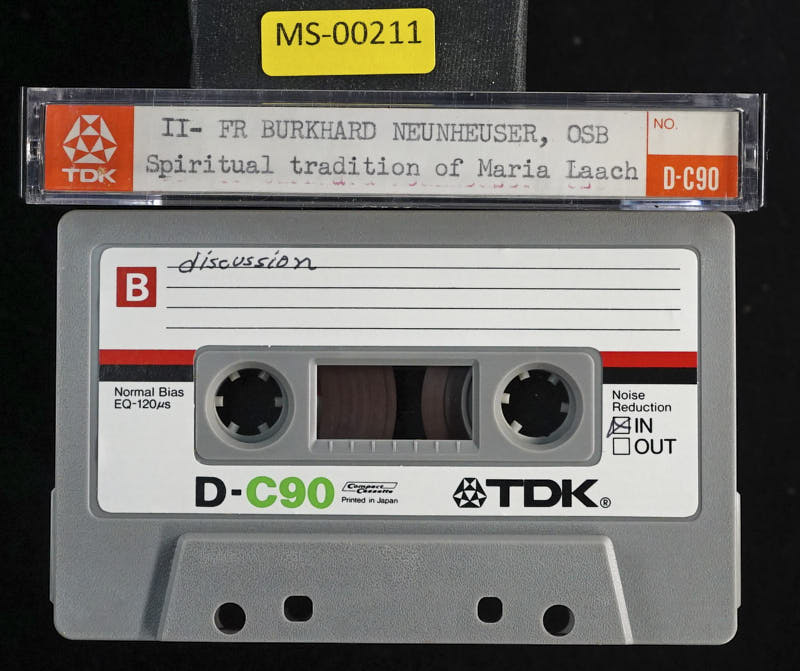 MS-00211
TDK
II- FR BURKHARD NEUNHEUSER, OSB
Spiritual tradition of Maria Laach
NO.
D-C90
B
discussion
Normal Bias
EQ-120μs
Noise
Reduction
IN
OUT
D-C90
Compact
Cassette
Printed in Japan
TDK®